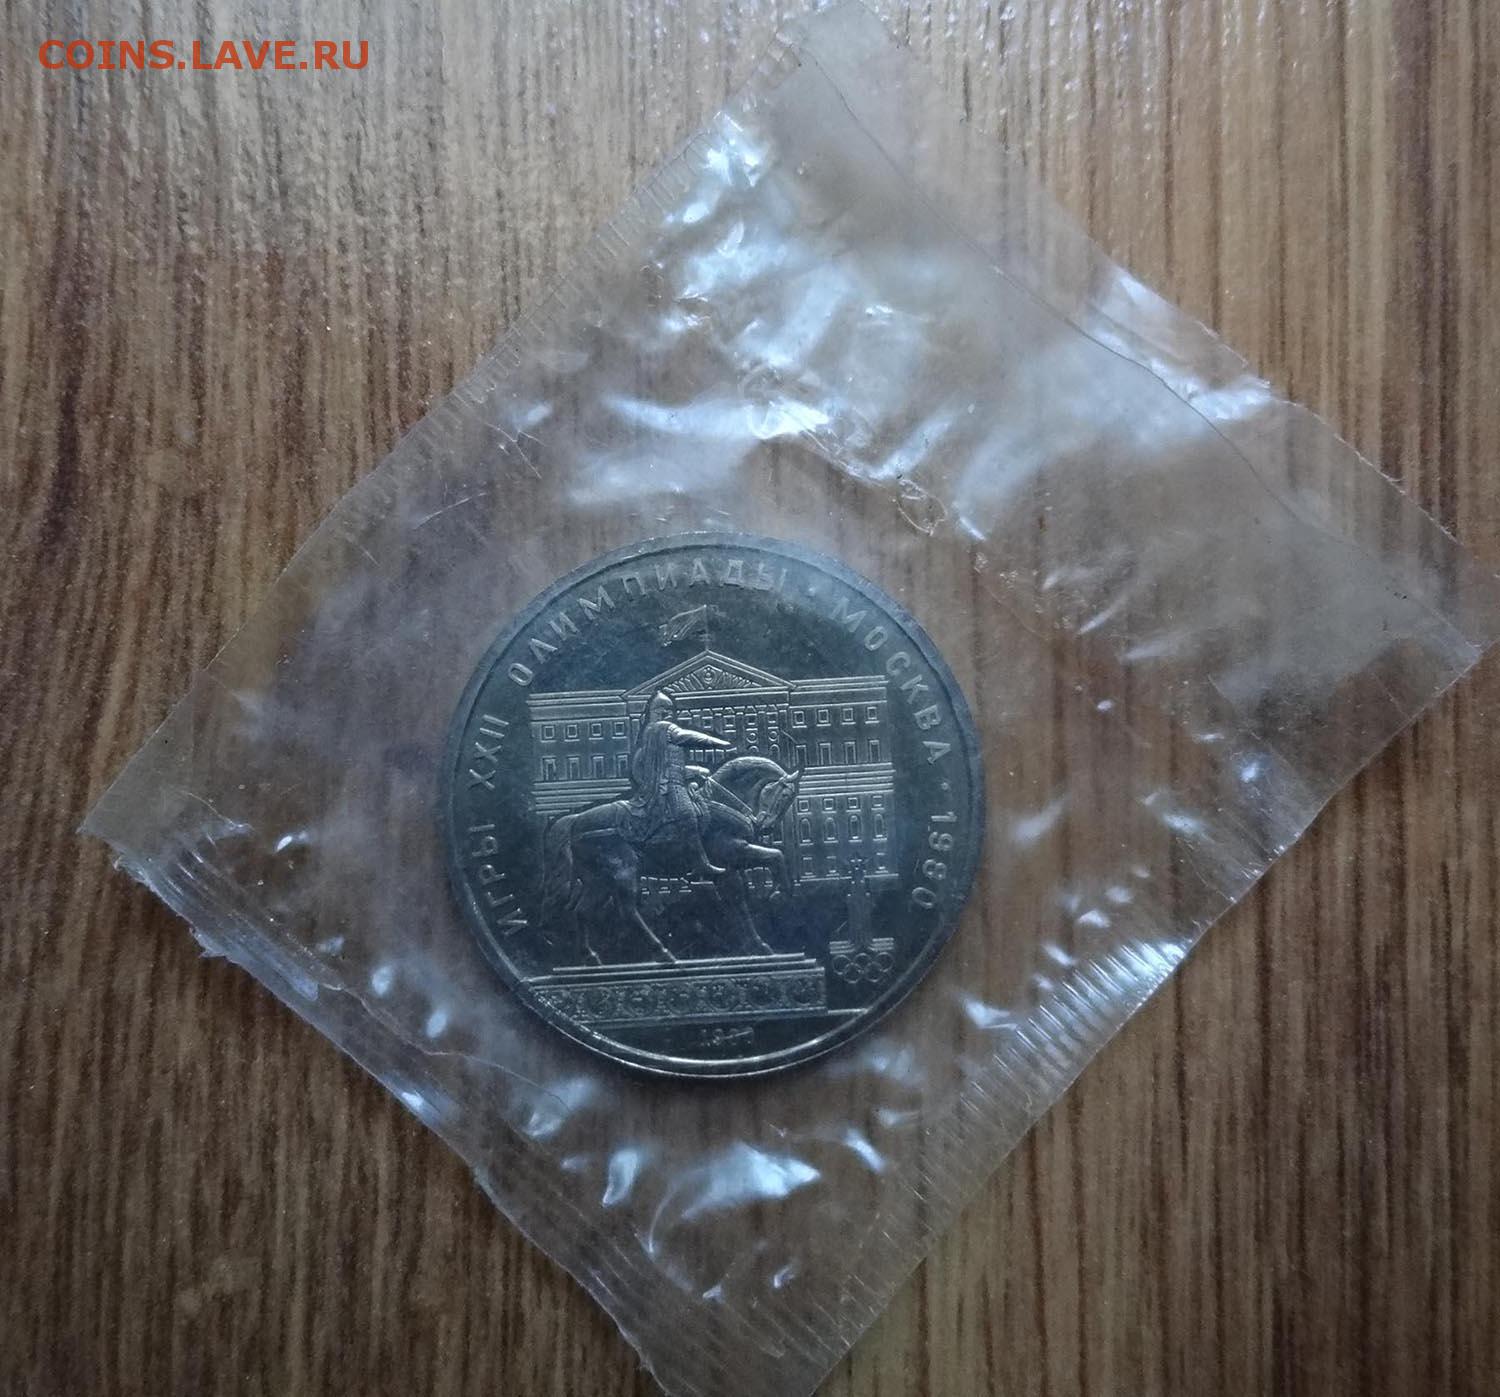 COINS.LAVE.RU
ИГРЫ XXII ОЛИМПИАДЫ · МОСКВА · 1980